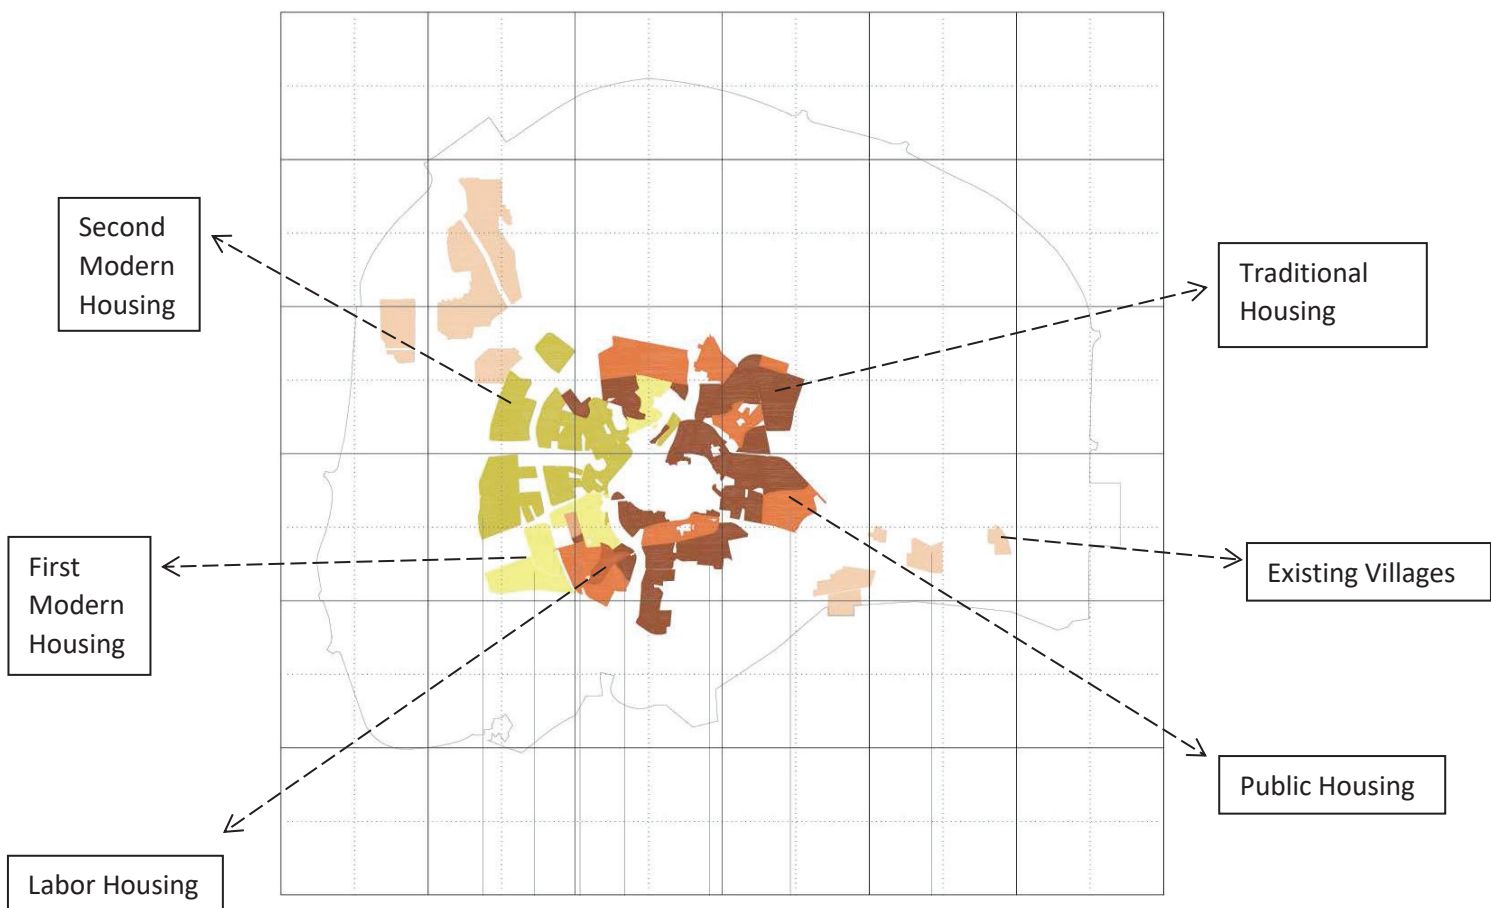 Second
Modern
Housing
Traditional
Housing
First
Modern
Housing
Existing Villages
Public Housing
Labor Housing